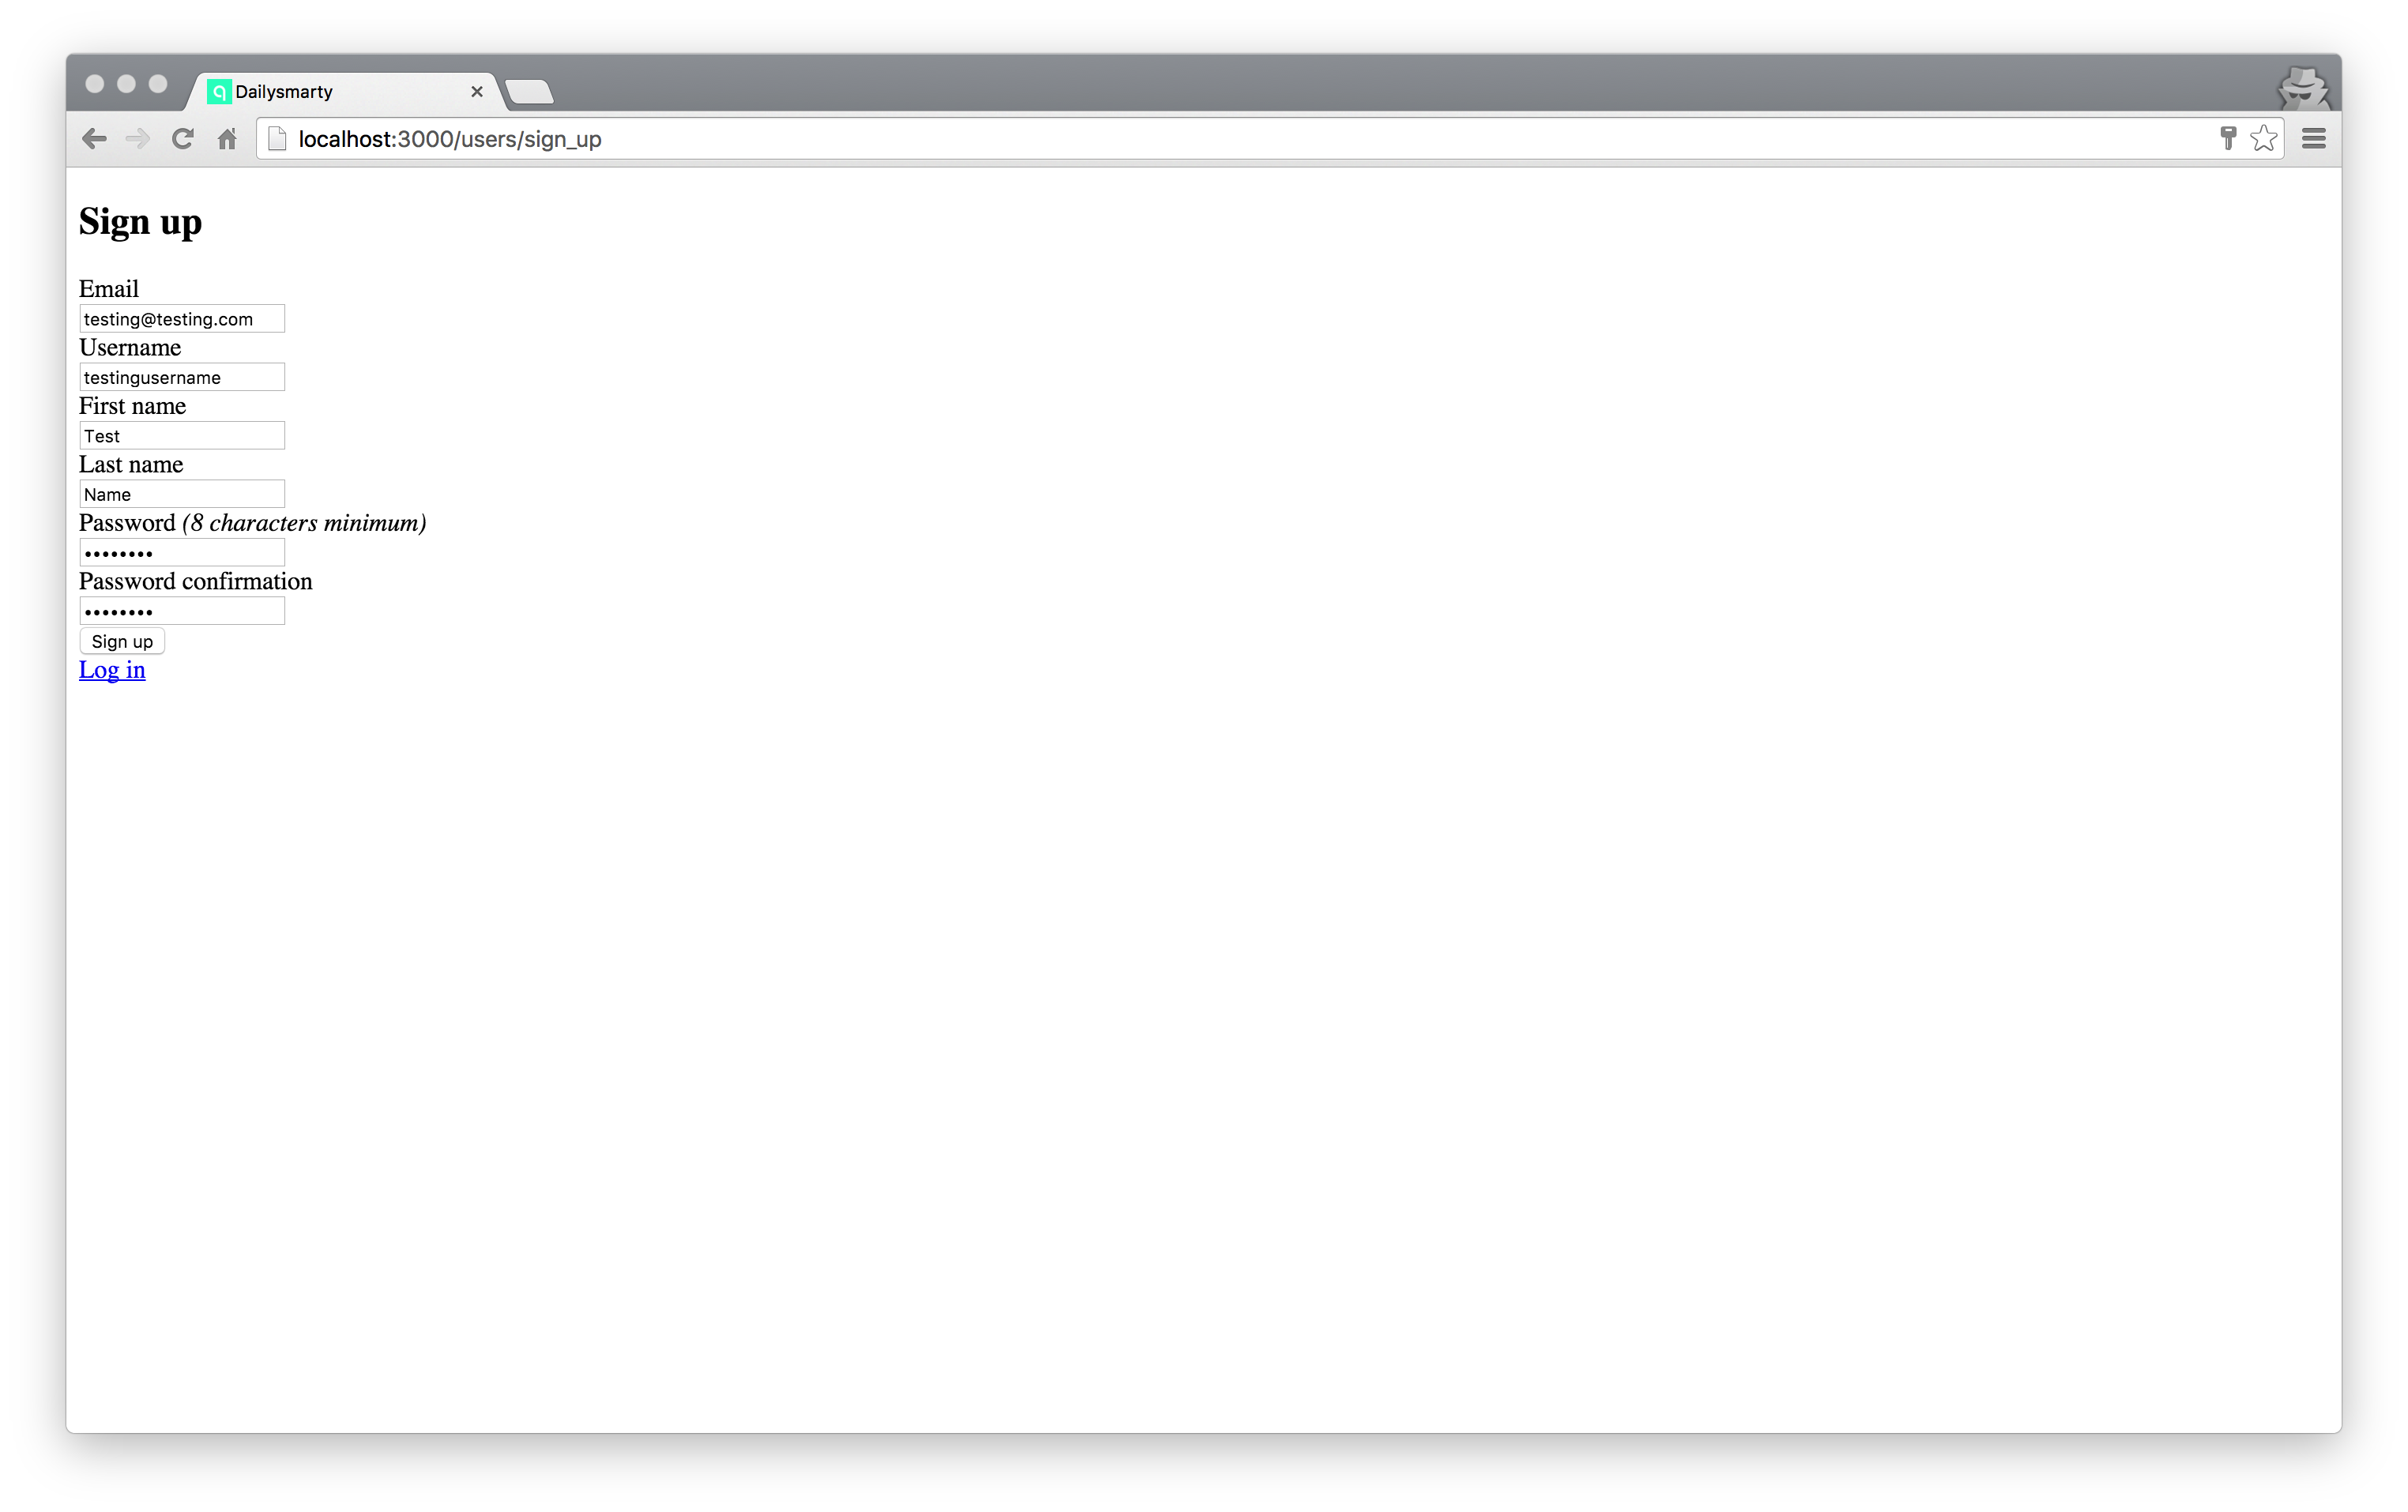 Dailysmarty
localhost:3000/users/sign_up
Sign up
Email
testing@testing.com
Username
testingusername
First name
Test
Last name
Name
Password (8 characters minimum)
••••••••
Password confirmation
••••••••
Sign up
Log in